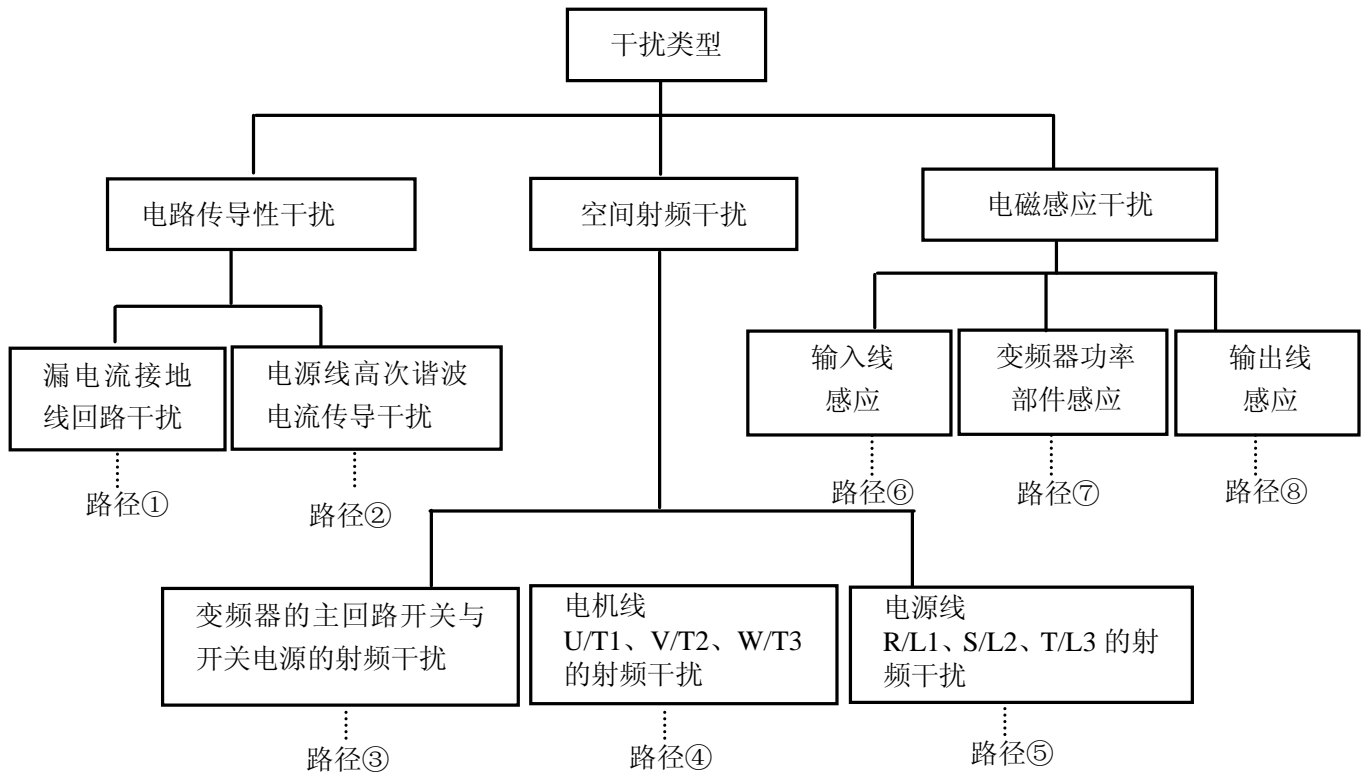 干扰类型
电路传导性干扰
空间射频干扰
电磁感应干扰
漏电流接地
线回路干扰
电源线高次谐波
电流传导干扰
输入线
感应
变频器功率
部件感应
输出线
感应
路径①
路径②
路径⑥
路径⑦
路径⑧
变频器的主回路开关与
开关电源的射频干扰
电机线
U/T1、V/T2、W/T3
的射频干扰
电源线
R/L1、S/L2、T/L3 的射
频干扰
路径③
路径④
路径⑤